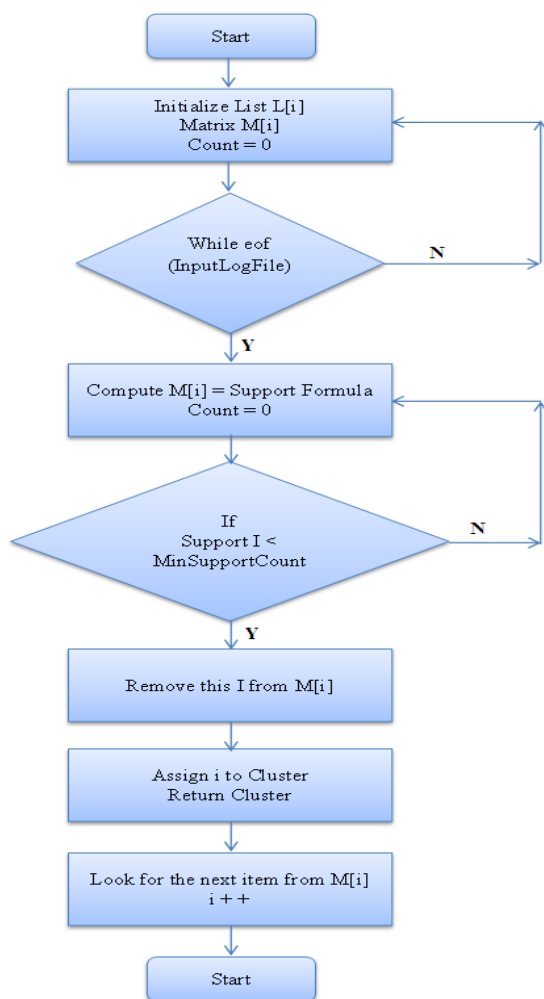 Start
Initialize List L[i]
Matrix M[i]
Count = 0
While eof
(InputLogFile)
N
Y
Compute M[i] = Support Formula
Count = 0
If
Support I <
MinSupportCount
N
Y
Remove this I from M[i]
Assign i to Cluster
Return Cluster
Look for the next item from M[i]
i + +
Start